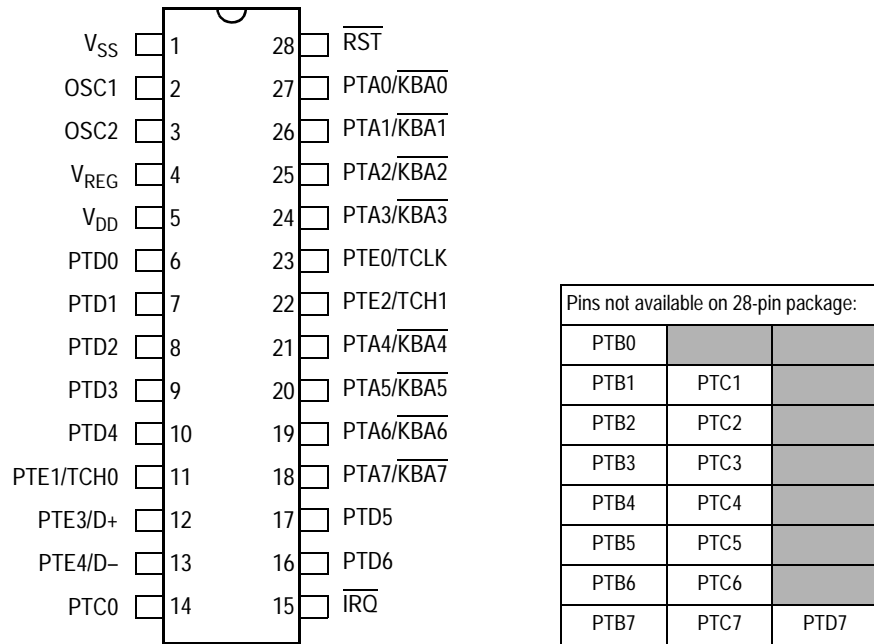 VSS 1 28 RST
OSC1 2 27 PTA0/KBA0
OSC2 3 26 PTA1/KBA1
VREG 4 25 PTA2/KBA2
VDD 5 24 PTA3/KBA3
PTD0 6 23 PTE0/TCLK
PTD1 7 22 PTE2/TCH1
PTD2 8 21 PTA4/KBA4
PTD3 9 20 PTA5/KBA5
PTD4 10 19 PTA6/KBA6
PTE1/TCH0 11 18 PTA7/KBA7
PTE3/D+ 12 17 PTD5
PTE4/D– 13 16 PTD6
PTC0 14 15 IRQ
Pins not available on 28-pin package:
PTB0
PTB1 PTC1
PTB2 PTC2
PTB3 PTC3
PTB4 PTC4
PTB5 PTC5
PTB6 PTC6
PTB7 PTC7 PTD7